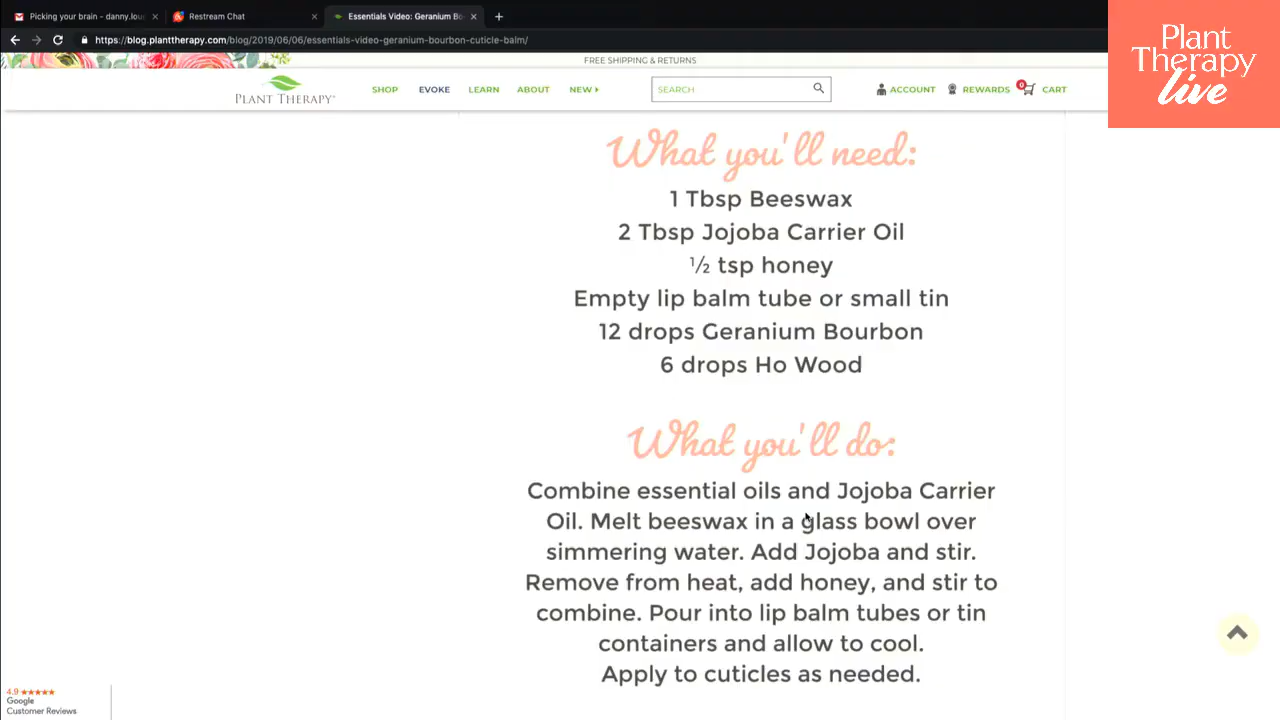 Picking your brain - danny.lou
Restream Chat
Essentials Video: Geranium Bo
https://blog.planttherapy.com/blog/2019/06/06/essentials-video-geranium-bourbon-cuticle-balm/
Plant
Therapy
live
FREE SHIPPING & RETURNS
PLANT THERAPY
SHOP
EVOKE
LEARN
ABOUT
NEW
SEARCH
ACCOUNT
REWARDS
0
CART
What you'll need:
1 Tbsp Beeswax
2 Tbsp Jojoba Carrier Oil
½ tsp honey
Empty lip balm tube or small tin
12 drops Geranium Bourbon
6 drops Ho Wood
What you'll do:
Combine essential oils and Jojoba Carrier
Oil. Melt beeswax in a glass bowl over
simmering water. Add Jojoba and stir.
Remove from heat, add honey, and stir to
combine. Pour into lip balm tubes or tin
containers and allow to cool.
Apply to cuticles as needed.
4.9 ★★★★★
Google
Customer Reviews